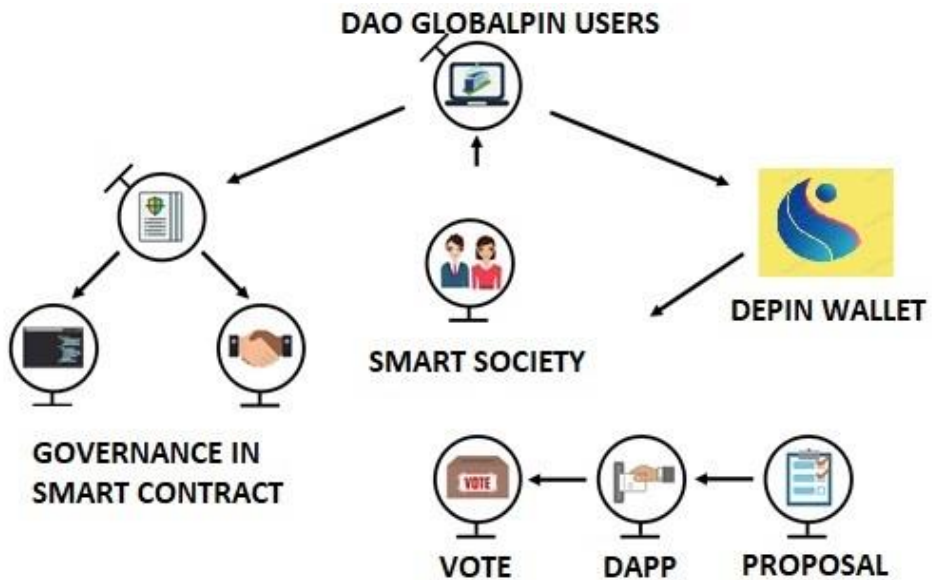 DAO GLOBALPIN USERS
DEPIN WALLET
SMART SOCIETY
GOVERNANCE IN
SMART CONTRACT
VOTE
VOTE
DAPP
PROPOSAL